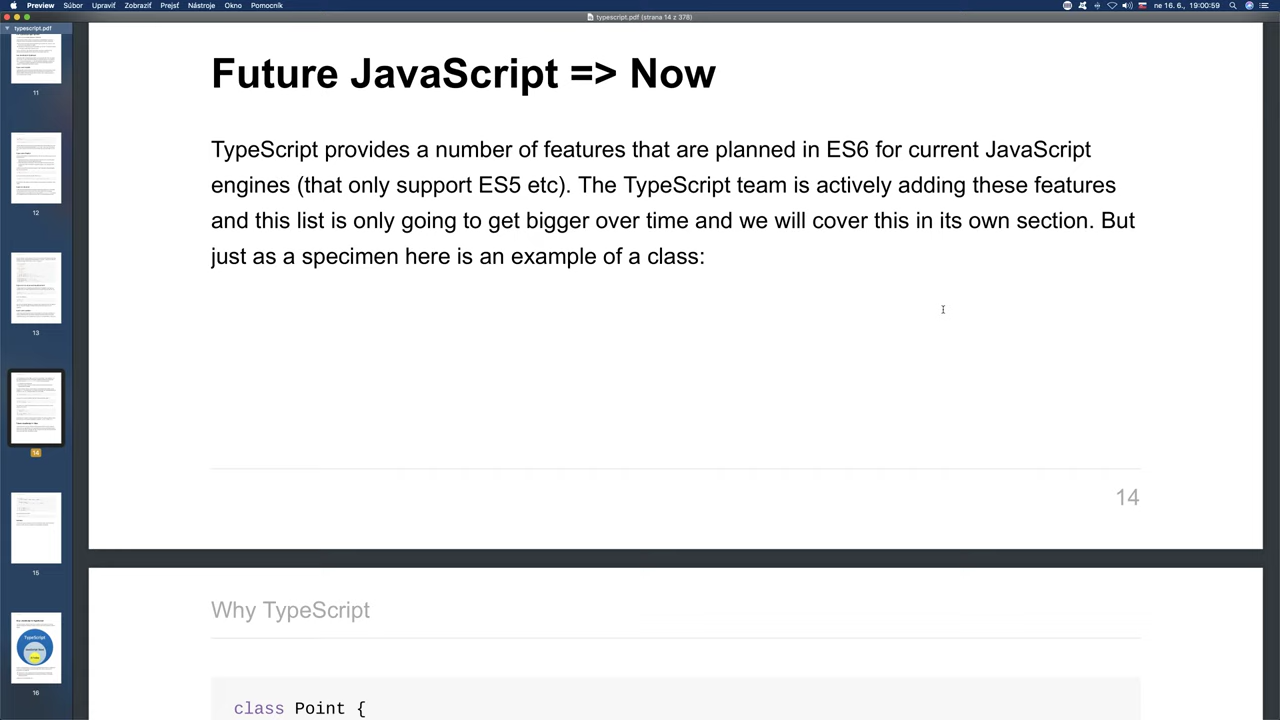 Preview Súbor Upraviť Zobraziť Prejsť Nástroje Okno Pomocník
ne 16. 6., 19:00:59
typescript.pdf (strana 14 z 378)
typescript.pdf
11
12
13
14
15
TypeScript
16
Future JavaScript => Now
TypeScript provides a number of features that are planned in ES6 for current JavaScript
engines (that only support ES5 etc). The TypeScript team is actively adding these features
and this list is only going to get bigger over time and we will cover this in its own section. But
just as a specimen here is an example of a class:
14
Why TypeScript
class Point {